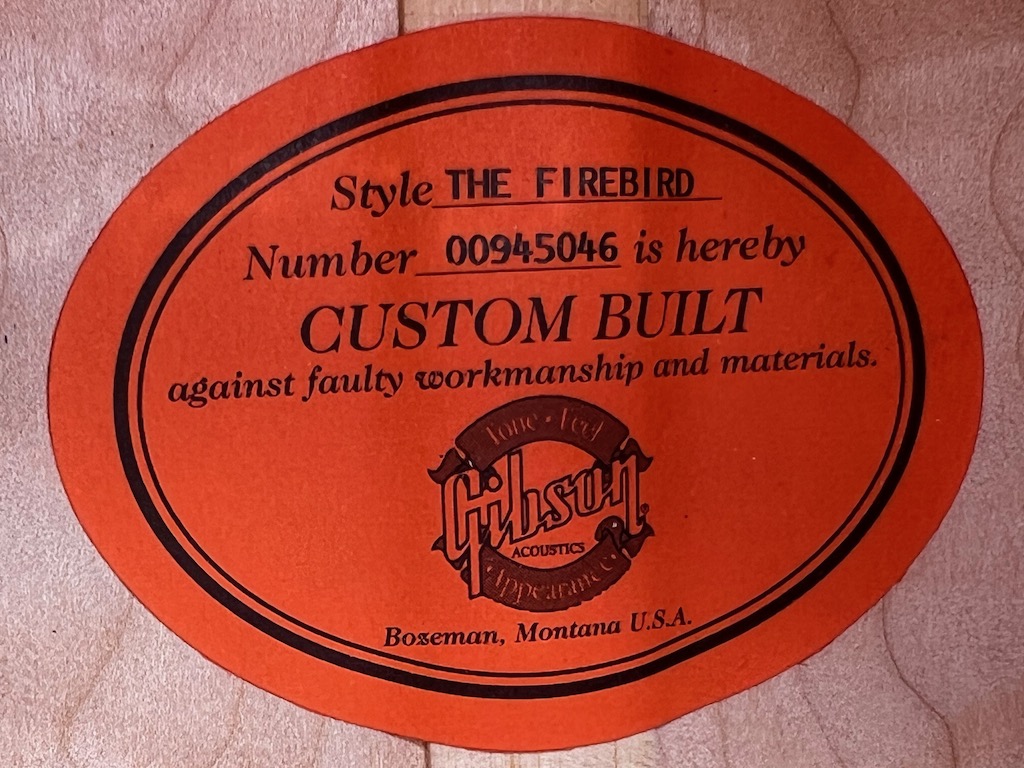 Style THE FIREBIRD
Number 00945046 is hereby
CUSTOM BUILT
against faulty workmanship and materials.
Tone · Feel
Gibson®
ACOUSTICS
· Appearance ·
Bozeman, Montana U.S.A.